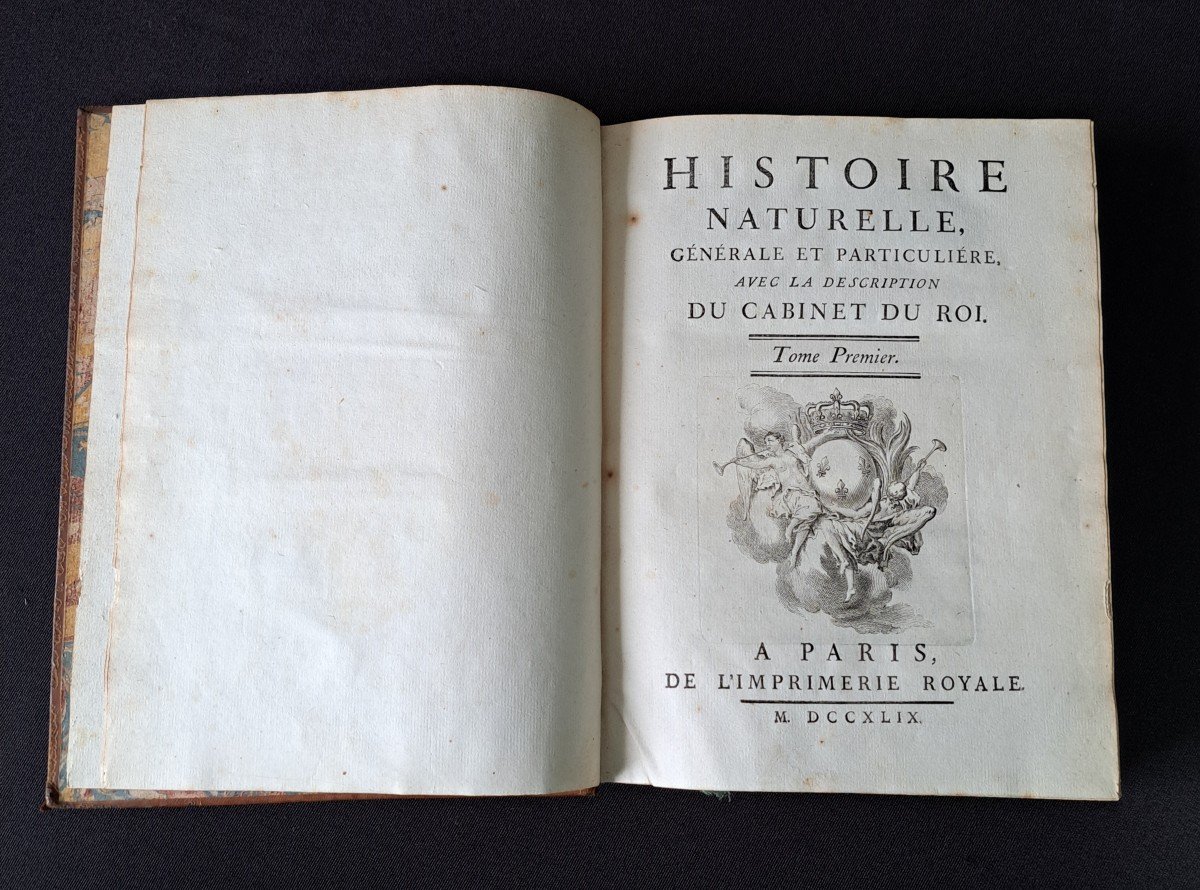 HISTOIRE
NATURELLE,
GÉNÉRALE ET PARTICULIÉRE,
AVEC LA DESCRIPTION
DU CABINET DU ROI.
Tome Premier.
A PARIS,
DE L'IMPRIMERIE ROYALE.
M. DCCXLIX.